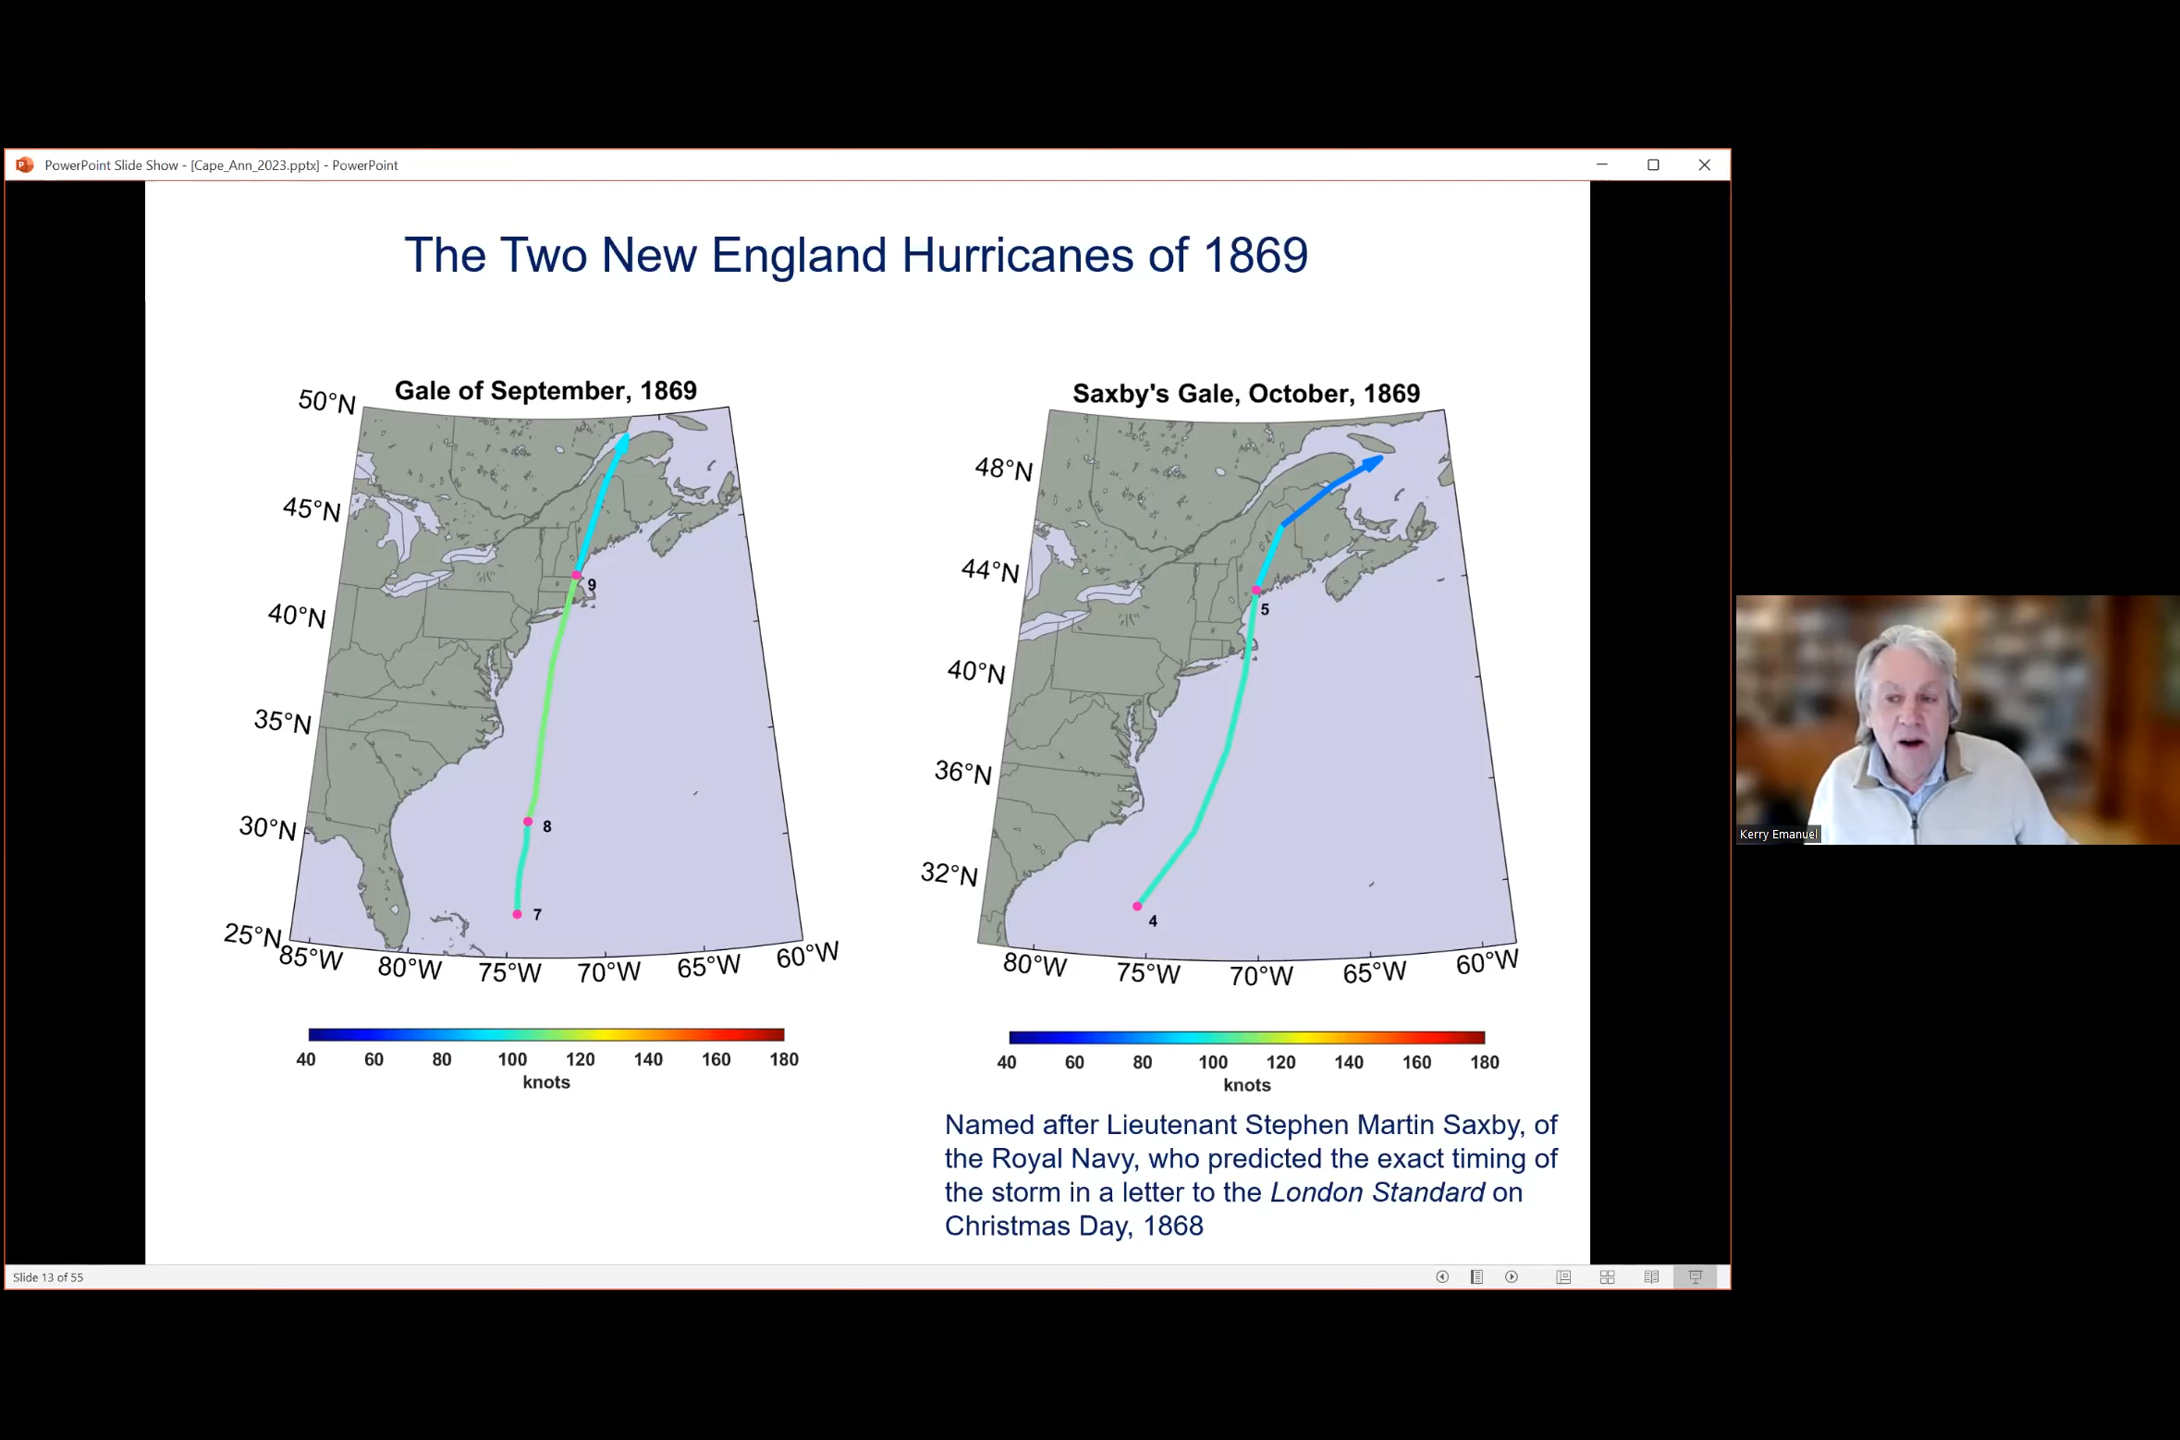 PowerPoint Slide Show - [Cape_Ann_2023.pptx] - PowerPoint
The Two New England Hurricanes of 1869
Gale of September, 1869
50°N
45°N
40°N
35°N
30°N
25°N
85°W
80°W
75°W
70°W
65°W
60°W
9
8
7
40 60 80 100 120 140 160 180
knots
Saxby's Gale, October, 1869
48°N
44°N
40°N
36°N
32°N
80°W
75°W
70°W
65°W
60°W
5
4
40 60 80 100 120 140 160 180
knots
Named after Lieutenant Stephen Martin Saxby, of
the Royal Navy, who predicted the exact timing of
the storm in a letter to the London Standard on
Christmas Day, 1868
Kerry Emanuel
Slide 13 of 55